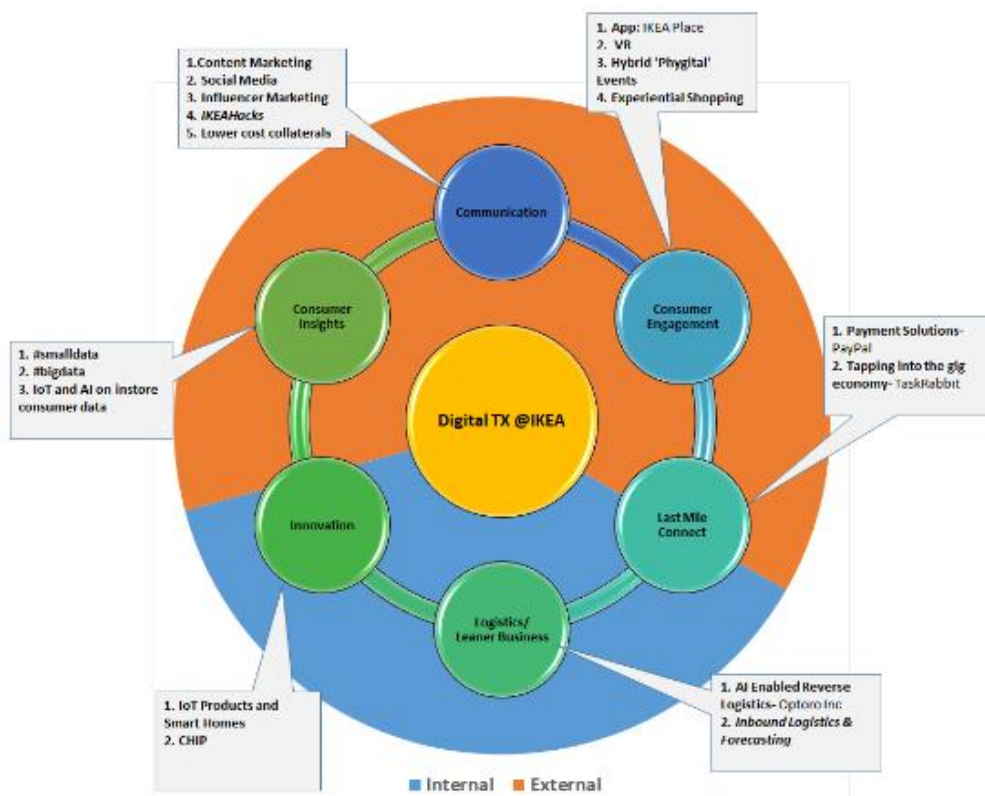 1.Content Marketing
2. Social Media
3. Influencer Marketing
4. IKEAHacks
5. Lower cost collaterals
1. App: IKEA Place
2. VR
3. Hybrid 'Phygital'
Events
4. Experiential Shopping
Communication
Consumer
Insights
Consumer
Engagement
1. #smalldata
2. #bigdata
3. IoT and AI on instore
consumer data
1. Payment Solutions-
PayPal
2. Tapping into the gig
economy- TaskRabbit
Digital TX @IKEA
Innovation
Last Mile
Connect
Logistics/
Leaner Business
1. IoT Products and
Smart Homes
2. CHIP
1. AI Enabled Reverse
Logistics- Optoro Inc
2. Inbound Logistics &
Forecasting
Internal External